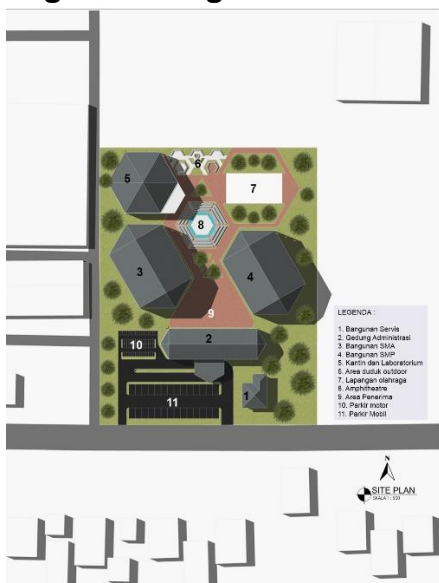 6
5
7
8
3
4
9
2
10
11
1
LEGENDA :
1. Bangunan Servis
2. Gedung Administrasi
3. Bangunan SMA
4. Bangunan SMP
5. Kantin dan Laboratorium
6. Area duduk outdoor
7. Lapangan olahraga
8. Amphitheatre
9. Area Penerima
10. Parkir motor
11. Parkir Mobil
N
SITE PLAN